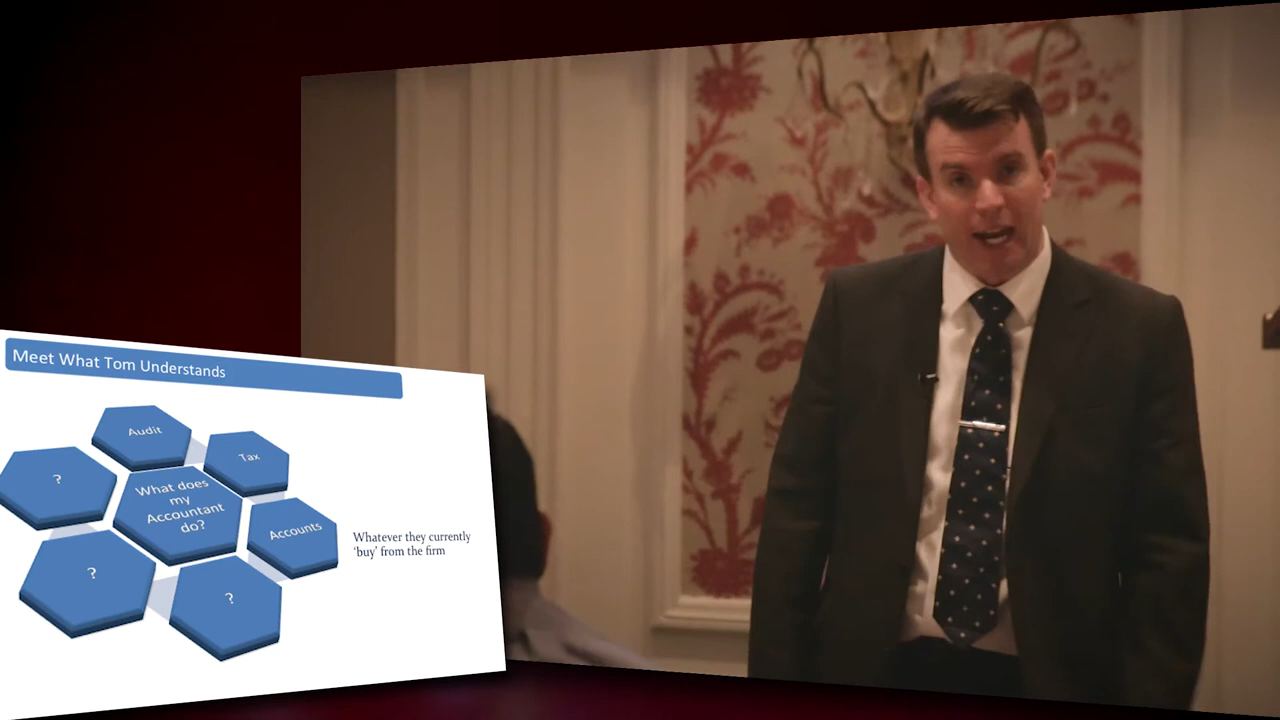 Meet What Tom Understands
Audit
Tax
?
What does
my
Accountant
do?
Accounts
Whatever they currently
‘buy’ from the firm
?
?